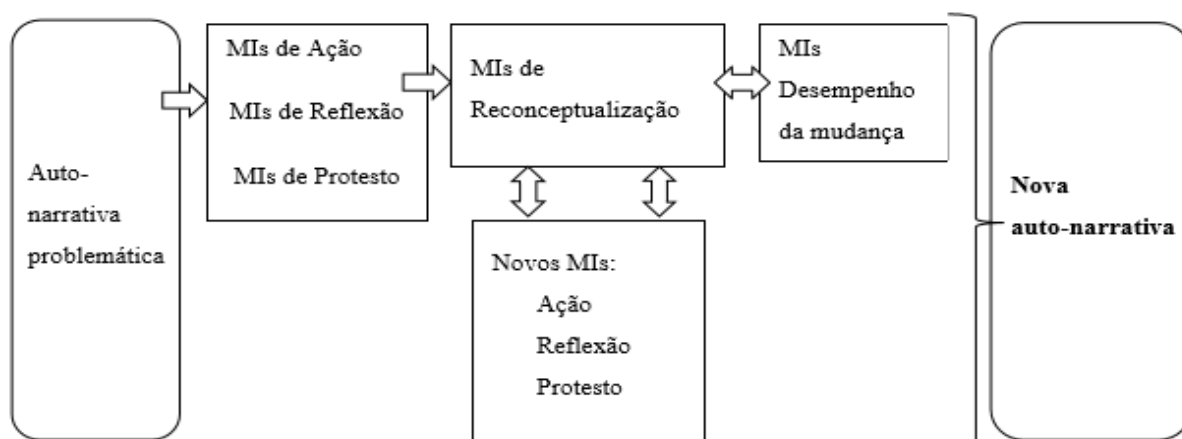 Auto-
narrativa
problemática
MIs de Ação
MIs de Reflexão
MIs de Protesto
MIs de
Reconceptualização
MIs
Desempenho
da mudança
Novos MIs:
Ação
Reflexão
Protesto
Nova
auto-narrativa